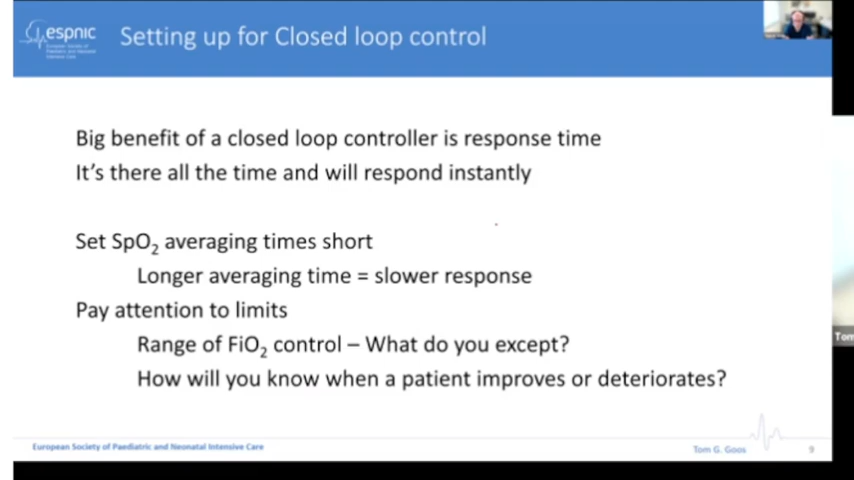 espnic
European Society of
Paediatric and Neonatal
Intensive Care
Setting up for Closed loop control
Big benefit of a closed loop controller is response time
It's there all the time and will respond instantly
Set SpO₂ averaging times short
Longer averaging time = slower response
Pay attention to limits
Range of FiO₂ control – What do you except?
How will you know when a patient improves or deteriorates?
European Society of Paediatric and Neonatal Intensive Care
Tom G. Goos
9
Tom